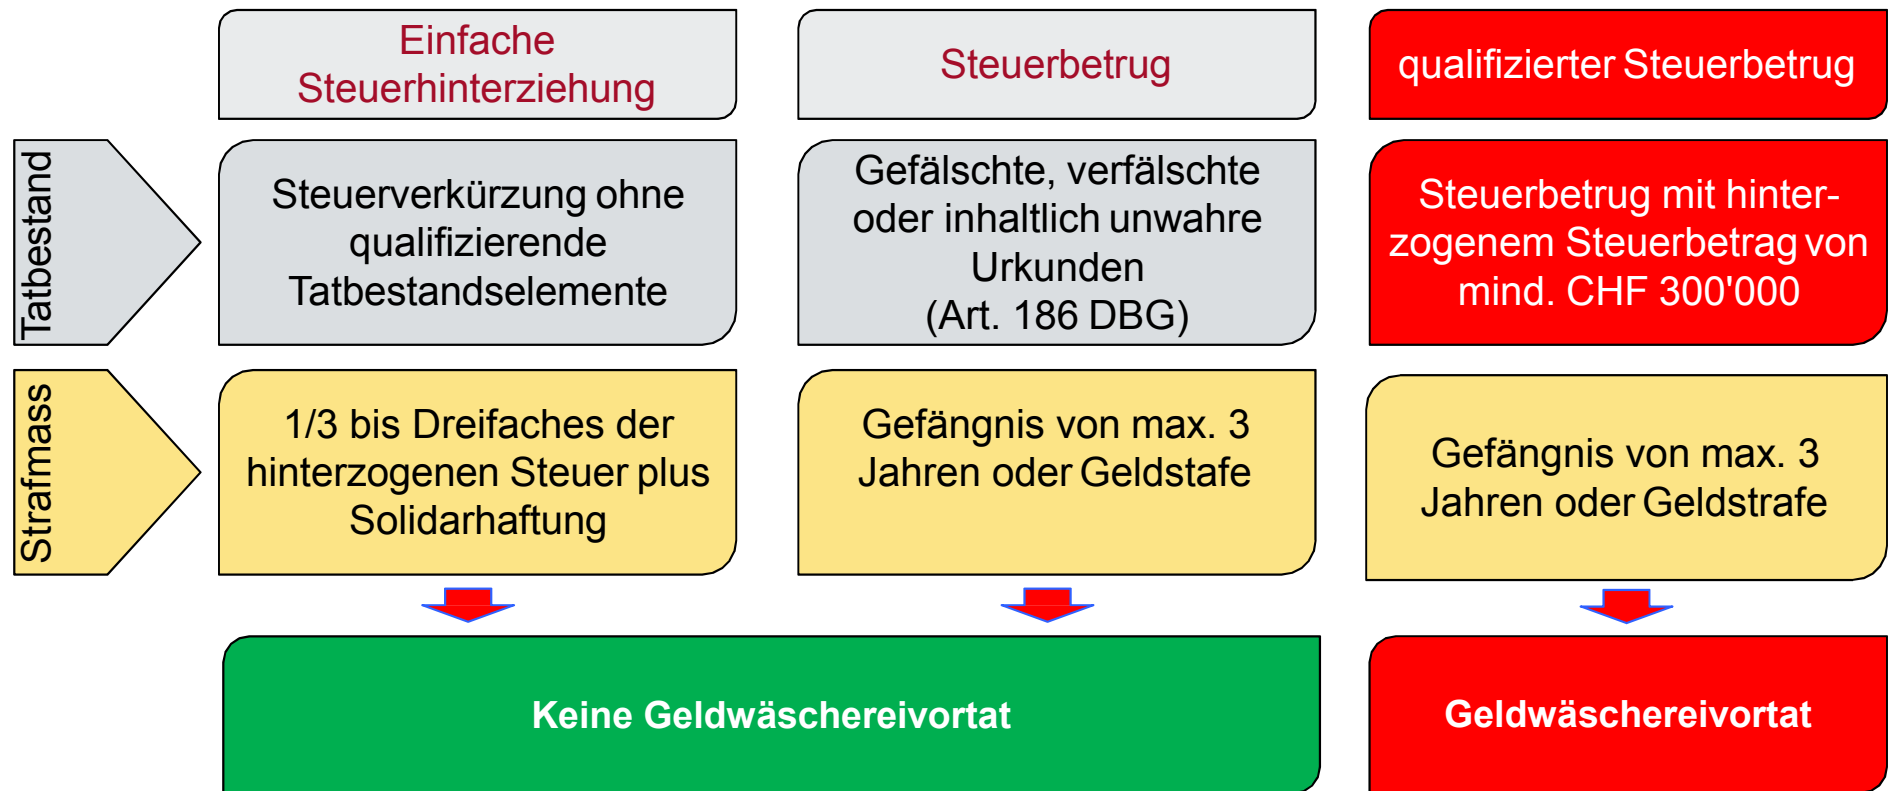 Einfache
Steuerhinterziehung
Steuerbetrug
qualifizierter Steuerbetrug
Tatbestand
Steuerverkürzung ohne
qualifizierende
Tatbestandselemente
Gefälschte, verfälschte
oder inhaltlich unwahre
Urkunden
(Art. 186 DBG)
Steuerbetrug mit hinter-
zogenem Steuerbetrag von
mind. CHF 300'000
Strafmass
1/3 bis Dreifaches der
hinterzogenen Steuer plus
Solidarhaftung
Gefängnis von max. 3
Jahren oder Geldstafe
Gefängnis von max. 3
Jahren oder Geldstrafe
Keine Geldwäschereivortat
Geldwäschereivortat